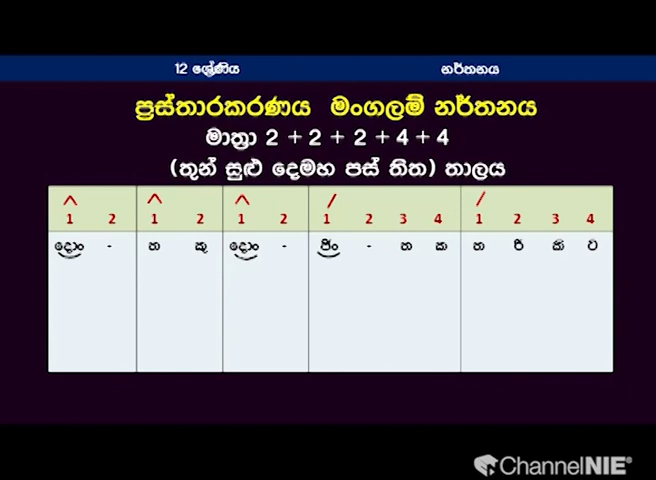 12 ශ්‍රේණිය නර්තනය
ප්‍රස්තාරකරණය මංගලම් නර්තනය
මාත්‍රා 2 + 2 + 2 + 4 + 4
(තුන් සුළු දෙමහ පස් තිත) තාලය
^ ^ ^ / /
1 2 1 2 1 2 1 2 3 4 1 2 3 4
දොං - හ කු දොං - ජිං - හ ක හ රි කි ට
ChannelNIE®